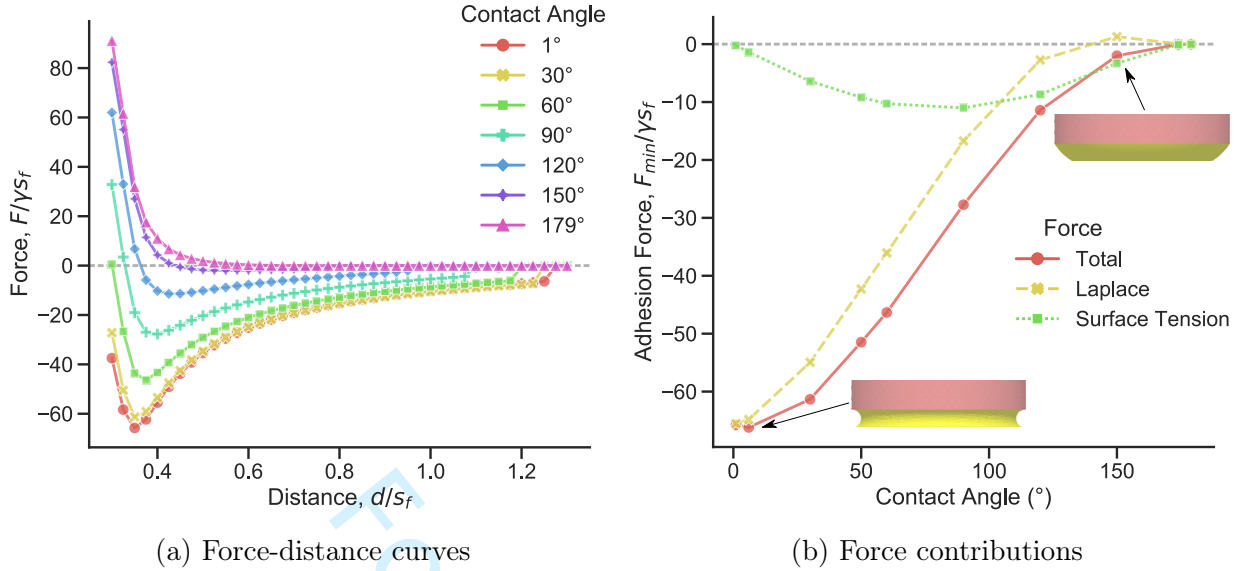 Contact Angle
1°
30°
60°
90°
120°
150°
179°
Force, F/γs_f
80
60
40
20
0
−20
−40
−60
0.4 0.6 0.8 1.0 1.2
Distance, d/s_f
(a) Force-distance curves
Adhesion Force, F_min/γs_f
0
−10
−20
−30
−40
−50
−60
Force
Total
Laplace
Surface Tension
0 50 100 150
Contact Angle (°)
(b) Force contributions